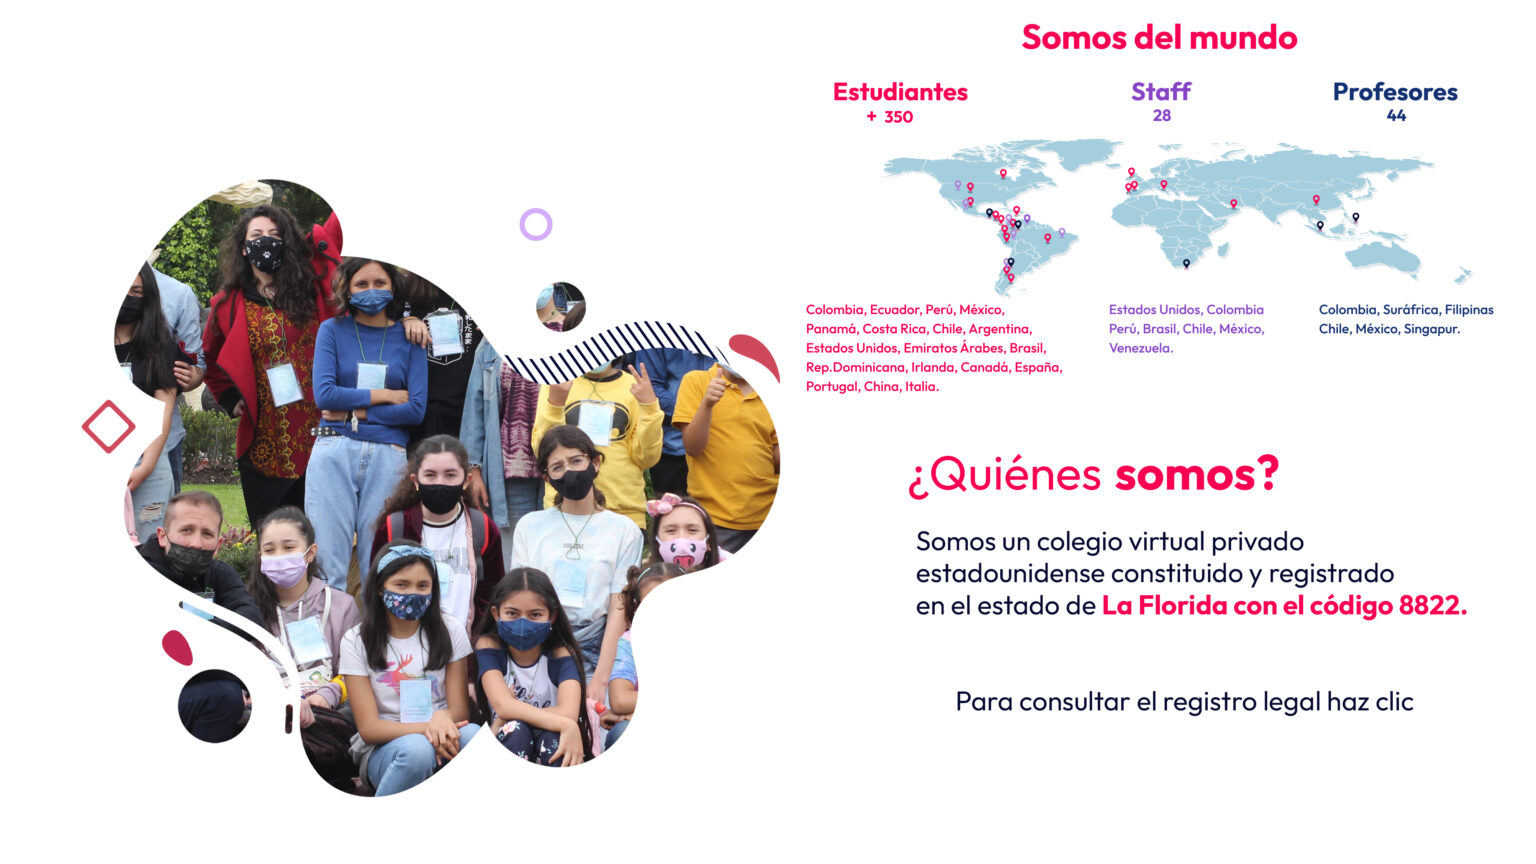 Somos del mundo
Estudiantes
+ 350
Staff
28
Profesores
44
Colombia, Ecuador, Perú, México,
Panamá, Costa Rica, Chile, Argentina,
Estados Unidos, Emiratos Árabes, Brasil,
Rep.Dominicana, Irlanda, Canadá, España,
Portugal, China, Italia.
Estados Unidos, Colombia
Perú, Brasil, Chile, México,
Venezuela.
Colombia, Suráfrica, Filipinas
Chile, México, Singapur.
¿Quiénes somos?
Somos un colegio virtual privado
estadounidense constituido y registrado
en el estado de La Florida con el código 8822.
Para consultar el registro legal haz clic